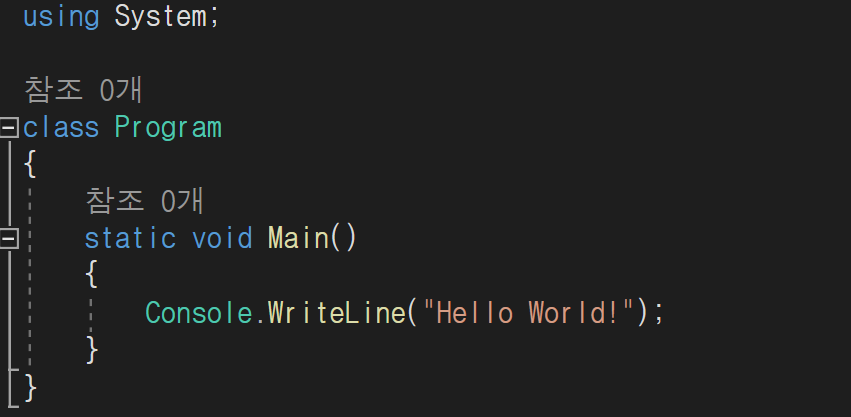 using System;
참조 0개
class Program
{
참조 0개
static void Main()
{
Console.WriteLine("Hello World!");
}
}